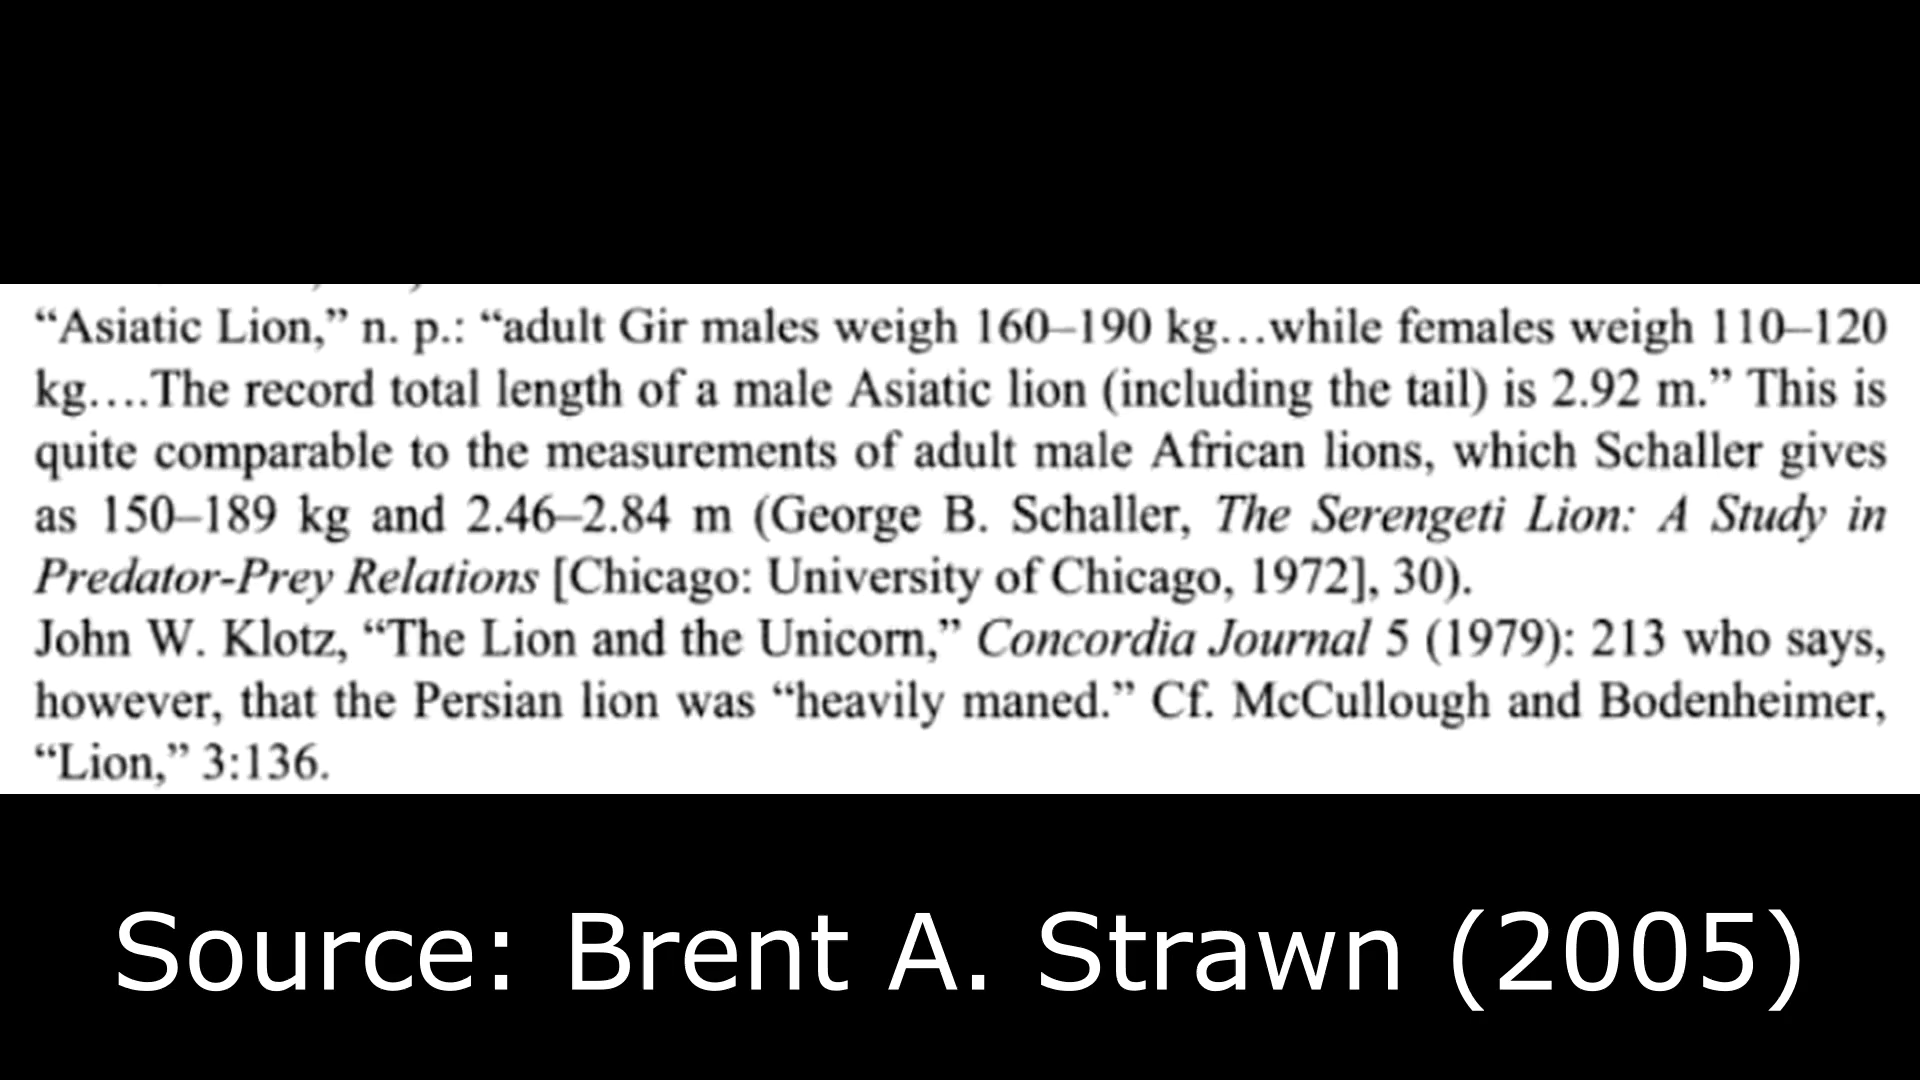 “Asiatic Lion,” n. p.: “adult Gir males weigh 160–190 kg…while females weigh 110–120
kg….The record total length of a male Asiatic lion (including the tail) is 2.92 m.” This is
quite comparable to the measurements of adult male African lions, which Schaller gives
as 150–189 kg and 2.46–2.84 m (George B. Schaller, The Serengeti Lion: A Study in
Predator-Prey Relations [Chicago: University of Chicago, 1972], 30).
John W. Klotz, “The Lion and the Unicorn,” Concordia Journal 5 (1979): 213 who says,
however, that the Persian lion was “heavily maned.” Cf. McCullough and Bodenheimer,
“Lion,” 3:136.
Source: Brent A. Strawn (2005)